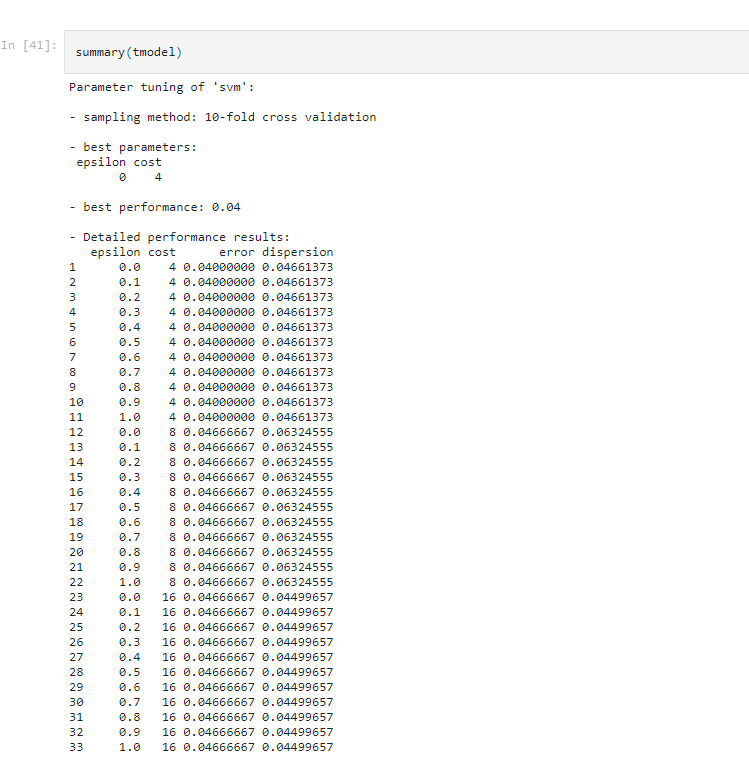 In [41]:
summary(tmodel)
Parameter tuning of 'svm':
- sampling method: 10-fold cross validation
- best parameters:
epsilon cost
0 4
- best performance: 0.04
- Detailed performance results:
epsilon cost error dispersion
1 0.0 4 0.04000000 0.04661373
2 0.1 4 0.04000000 0.04661373
3 0.2 4 0.04000000 0.04661373
4 0.3 4 0.04000000 0.04661373
5 0.4 4 0.04000000 0.04661373
6 0.5 4 0.04000000 0.04661373
7 0.6 4 0.04000000 0.04661373
8 0.7 4 0.04000000 0.04661373
9 0.8 4 0.04000000 0.04661373
10 0.9 4 0.04000000 0.04661373
11 1.0 4 0.04000000 0.04661373
12 0.0 8 0.04666667 0.06324555
13 0.1 8 0.04666667 0.06324555
14 0.2 8 0.04666667 0.06324555
15 0.3 8 0.04666667 0.06324555
16 0.4 8 0.04666667 0.06324555
17 0.5 8 0.04666667 0.06324555
18 0.6 8 0.04666667 0.06324555
19 0.7 8 0.04666667 0.06324555
20 0.8 8 0.04666667 0.06324555
21 0.9 8 0.04666667 0.06324555
22 1.0 8 0.04666667 0.06324555
23 0.0 16 0.04666667 0.04499657
24 0.1 16 0.04666667 0.04499657
25 0.2 16 0.04666667 0.04499657
26 0.3 16 0.04666667 0.04499657
27 0.4 16 0.04666667 0.04499657
28 0.5 16 0.04666667 0.04499657
29 0.6 16 0.04666667 0.04499657
30 0.7 16 0.04666667 0.04499657
31 0.8 16 0.04666667 0.04499657
32 0.9 16 0.04666667 0.04499657
33 1.0 16 0.04666667 0.04499657